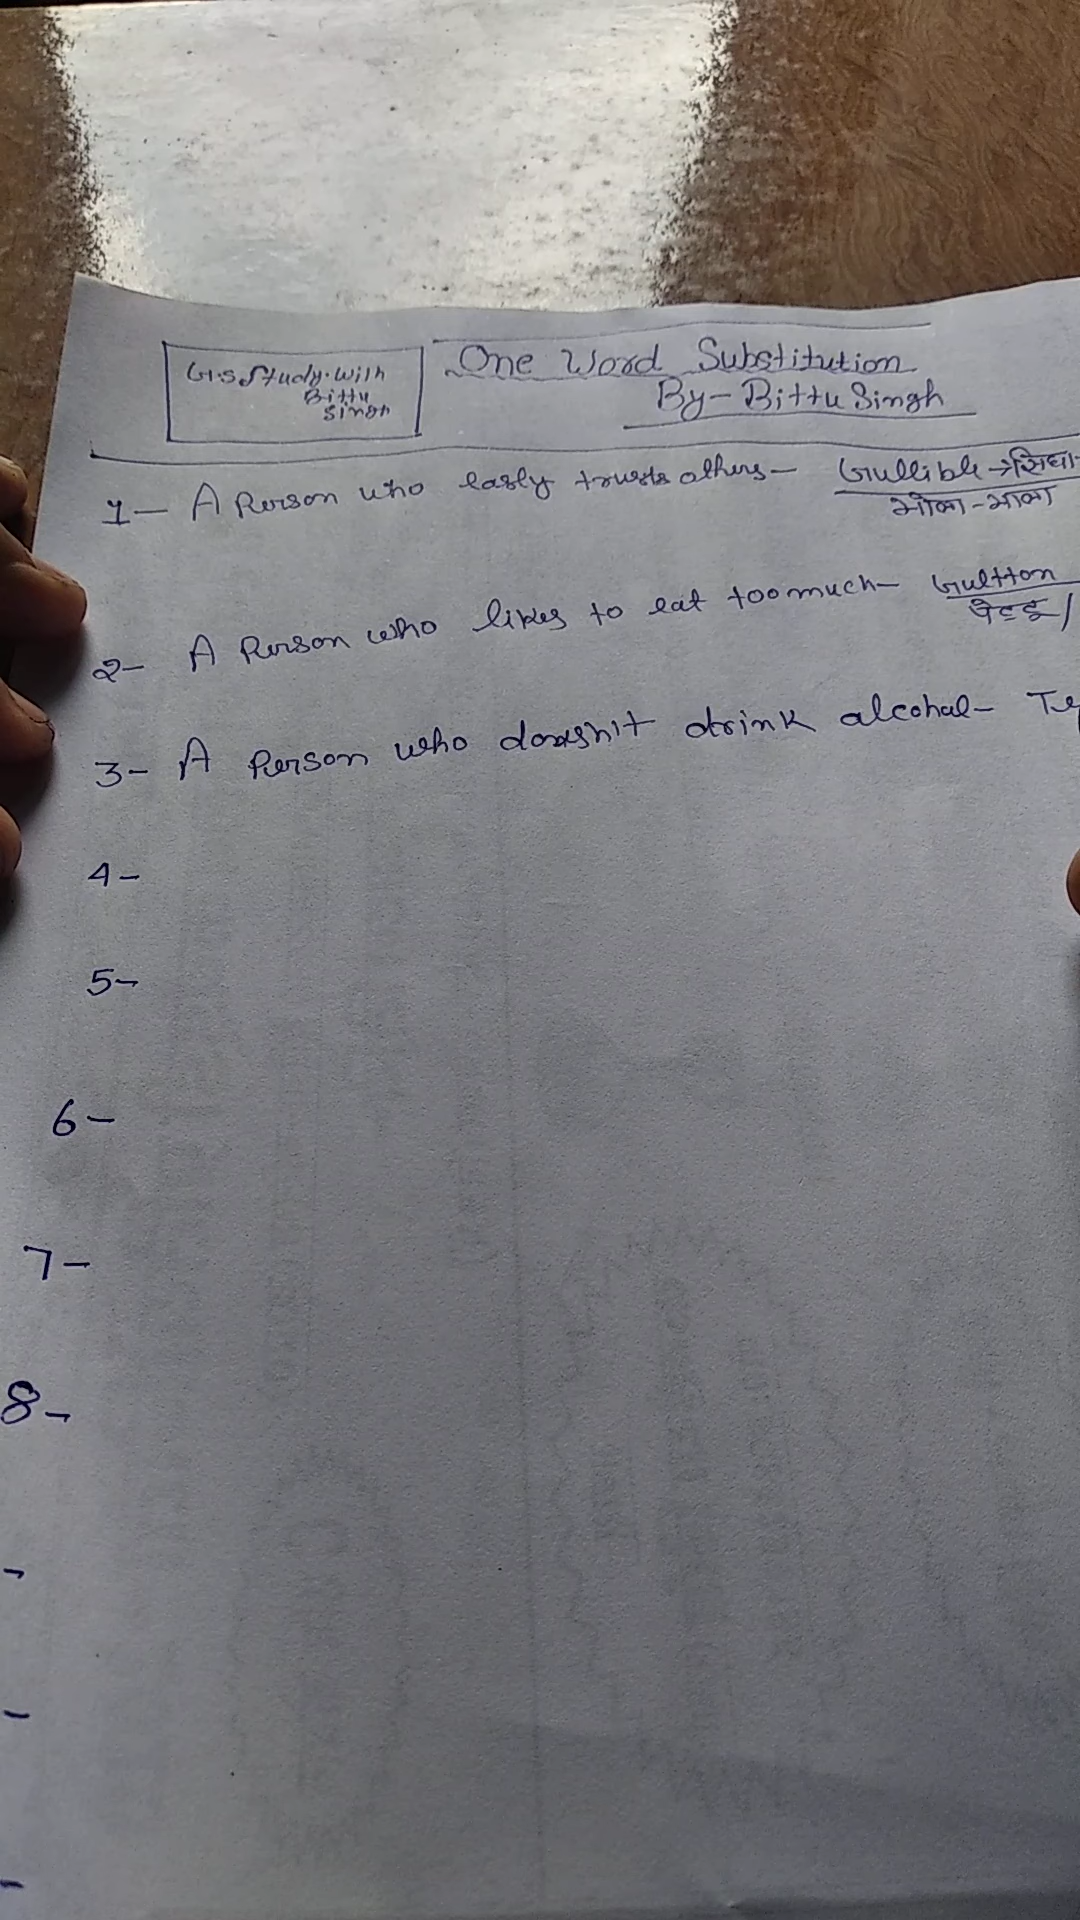 G.S Study. with
Bittu
Singh
One Word Substitution
By- Bittu Singh
1- A Person who easly trusts others- Gullible → सिधा-
भोला-भाला
2- A Person who likes to eat too much- Gultton
पेटू /
3- A Person who doesn't drink alcohal- Te
4-
5-
6-
7-
8-
-
-
-